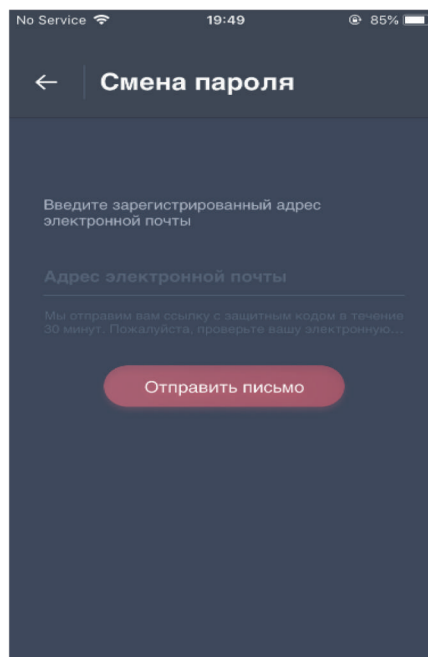 No Service 19:49 85%
Смена пароля
Введите зарегистрированный адрес
электронной почты
Адрес электронной почты
Мы отправим вам ссылку с защитным кодом в течение
30 минут. Пожалуйста, проверьте вашу электронную...
Отправить письмо